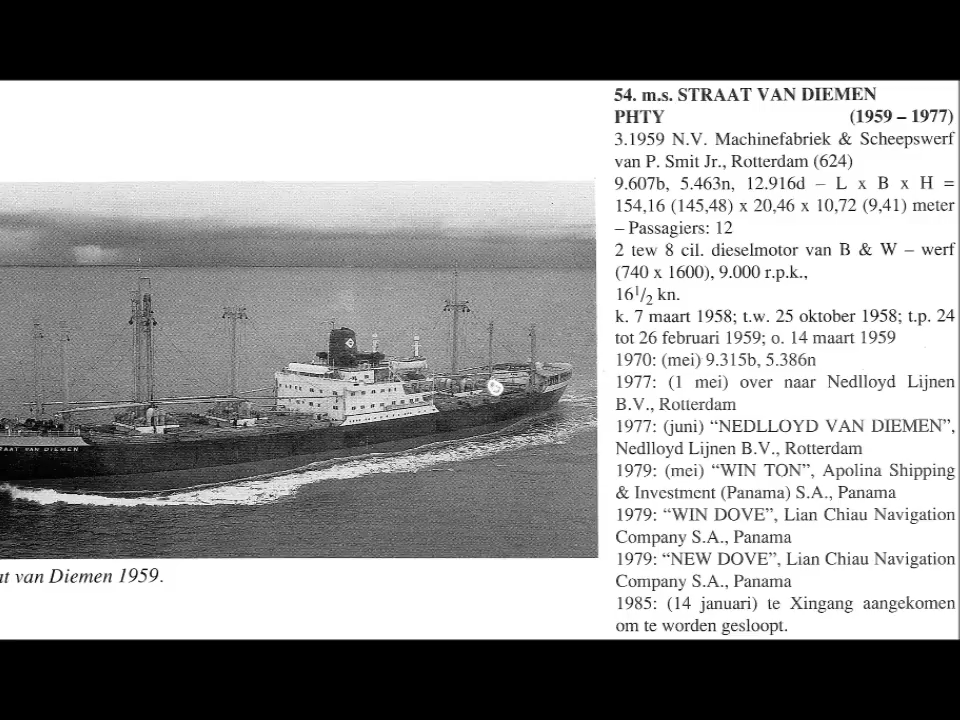 54. m.s. STRAAT VAN DIEMEN
PHTY (1959 – 1977)
3.1959 N.V. Machinefabriek & Scheepswerf
van P. Smit Jr., Rotterdam (624)
9.607b, 5.463n, 12.916d – L x B x H =
154,16 (145,48) x 20,46 x 10,72 (9,41) meter
– Passagiers: 12
2 tew 8 cil. dieselmotor van B & W – werf
(740 x 1600), 9.000 r.p.k.,
16 1/2 kn.
k. 7 maart 1958; t.w. 25 oktober 1958; t.p. 24
tot 26 februari 1959; o. 14 maart 1959
1970: (mei) 9.315b, 5.386n
1977: (1 mei) over naar Nedlloyd Lijnen
B.V., Rotterdam
1977: (juni) “NEDLLOYD VAN DIEMEN”,
Nedlloyd Lijnen B.V., Rotterdam
1979: (mei) “WIN TON”, Apolina Shipping
& Investment (Panama) S.A., Panama
1979: “WIN DOVE”, Lian Chiau Navigation
Company S.A., Panama
1979: “NEW DOVE”, Lian Chiau Navigation
Company S.A., Panama
1985: (14 januari) te Xingang aangekomen
om te worden gesloopt.
RAAT VAN DIEMEN
at van Diemen 1959.